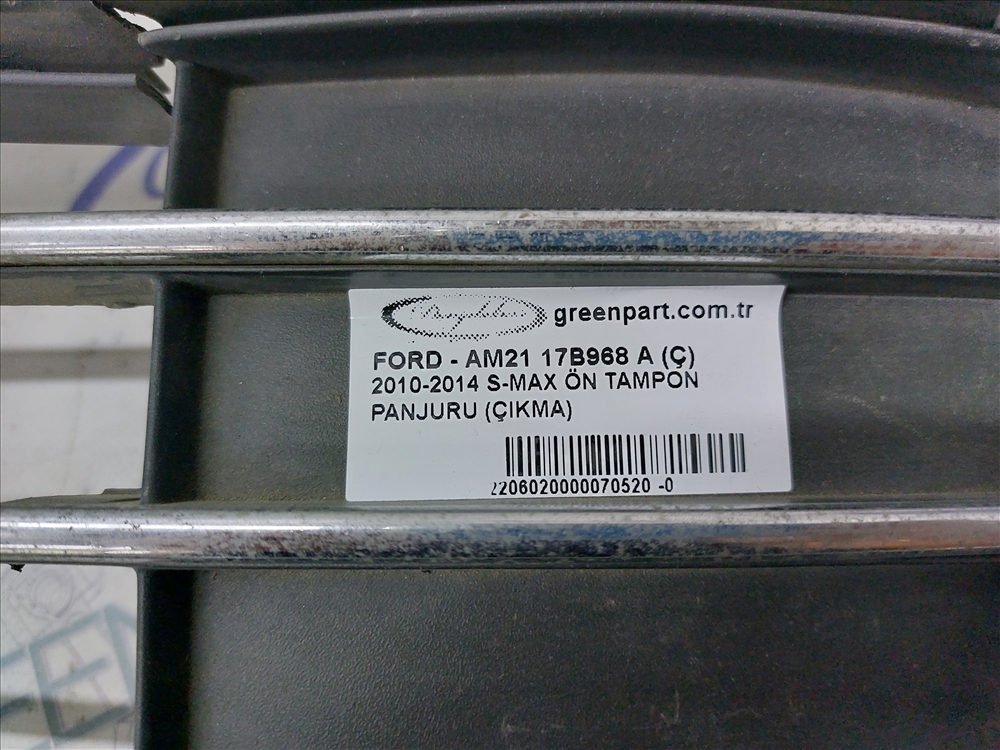 greenpart.com.tr
FORD - AM21 17B968 A (Ç)
2010-2014 S-MAX ÖN TAMPON
PANJURU (ÇIKMA)
2206020000070520 -0